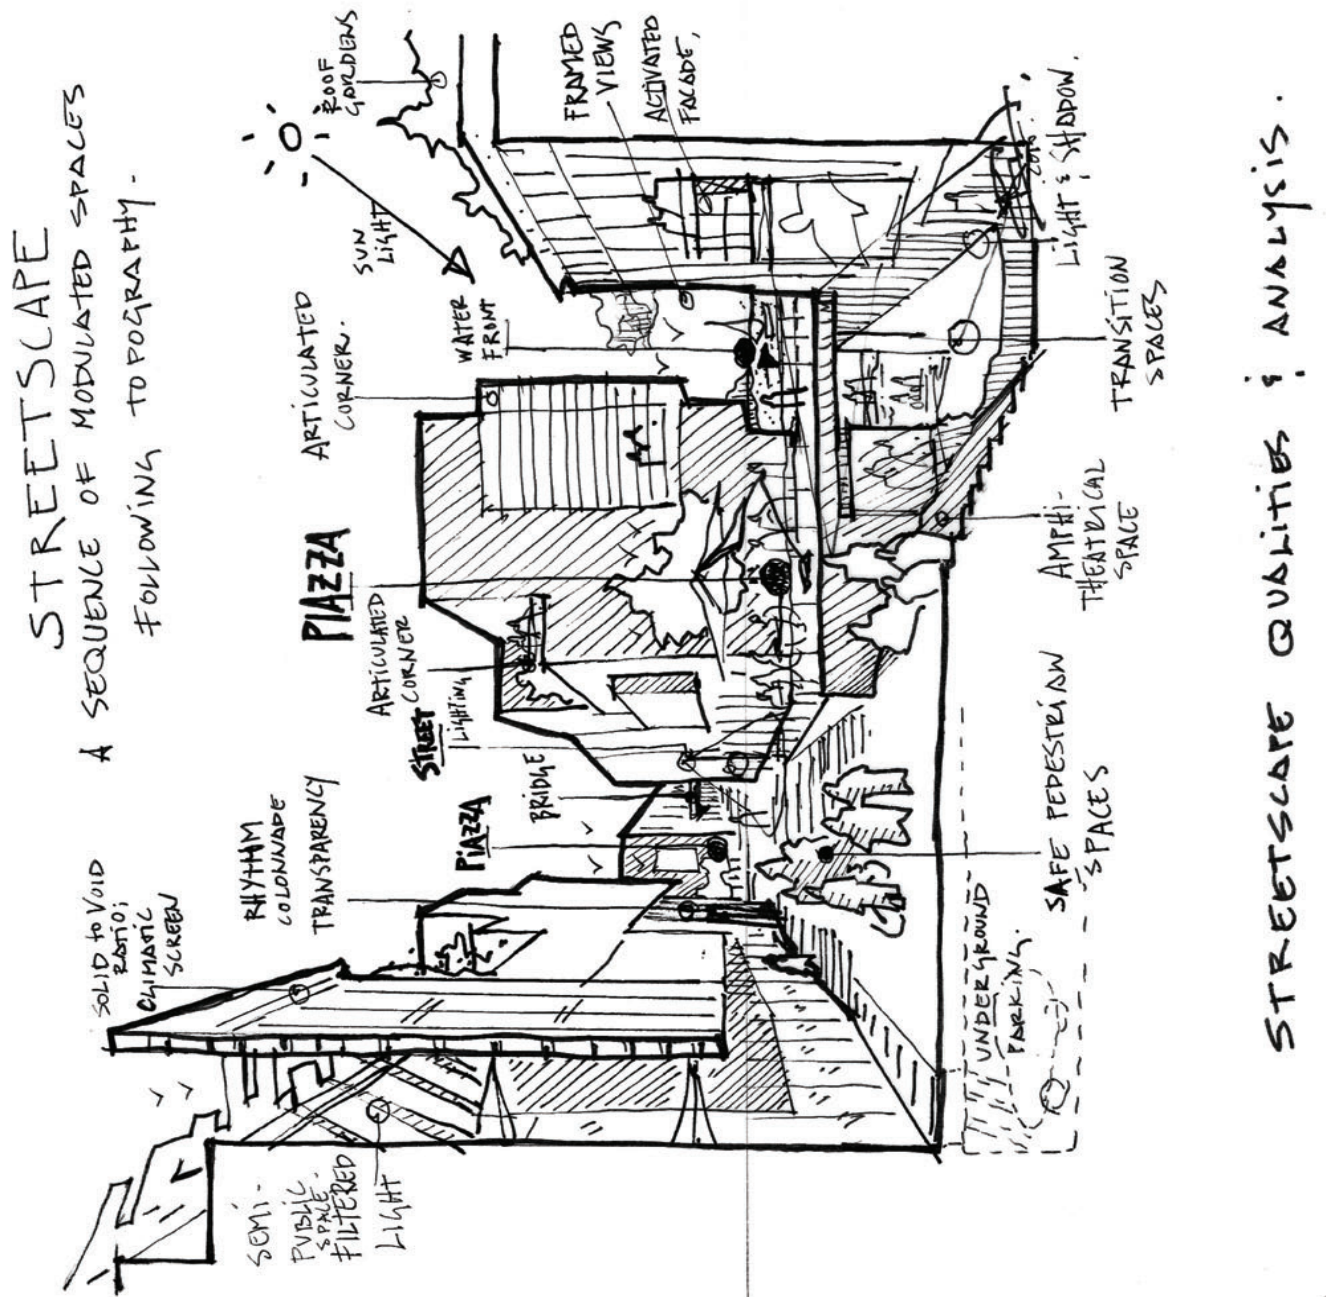 STREETSCAPE
A SEQUENCE OF MODULATED SPACES
FOLLOWING TOPOGRAPHY.
SOLID to VOID
RATIO;
CLIMATIC
SCREEN
RHYTHM
COLONNADE
TRANSPARENCY
PIAZZA
BRIDGE
STREET
LIGHTING
ARTICULATED
CORNER
PIAZZA
ARTICULATED
CORNER.
WATER
FRONT
SUN
LIGHT
ROOF
GARDENS
FRAMED
VIEWS
ACTIVATED
FACADE,
SEMI-
PUBLIC
SPACE.
FILTERED
LIGHT
UNDERGROUND
PARKING.
SAFE PEDESTRIAN
SPACES
AMPHI-
THEATRICAL
SPACE
TRANSITION
SPACES
LIGHT & SHADOW.
STREETSCAPE QUALITIES & ANALYSIS.